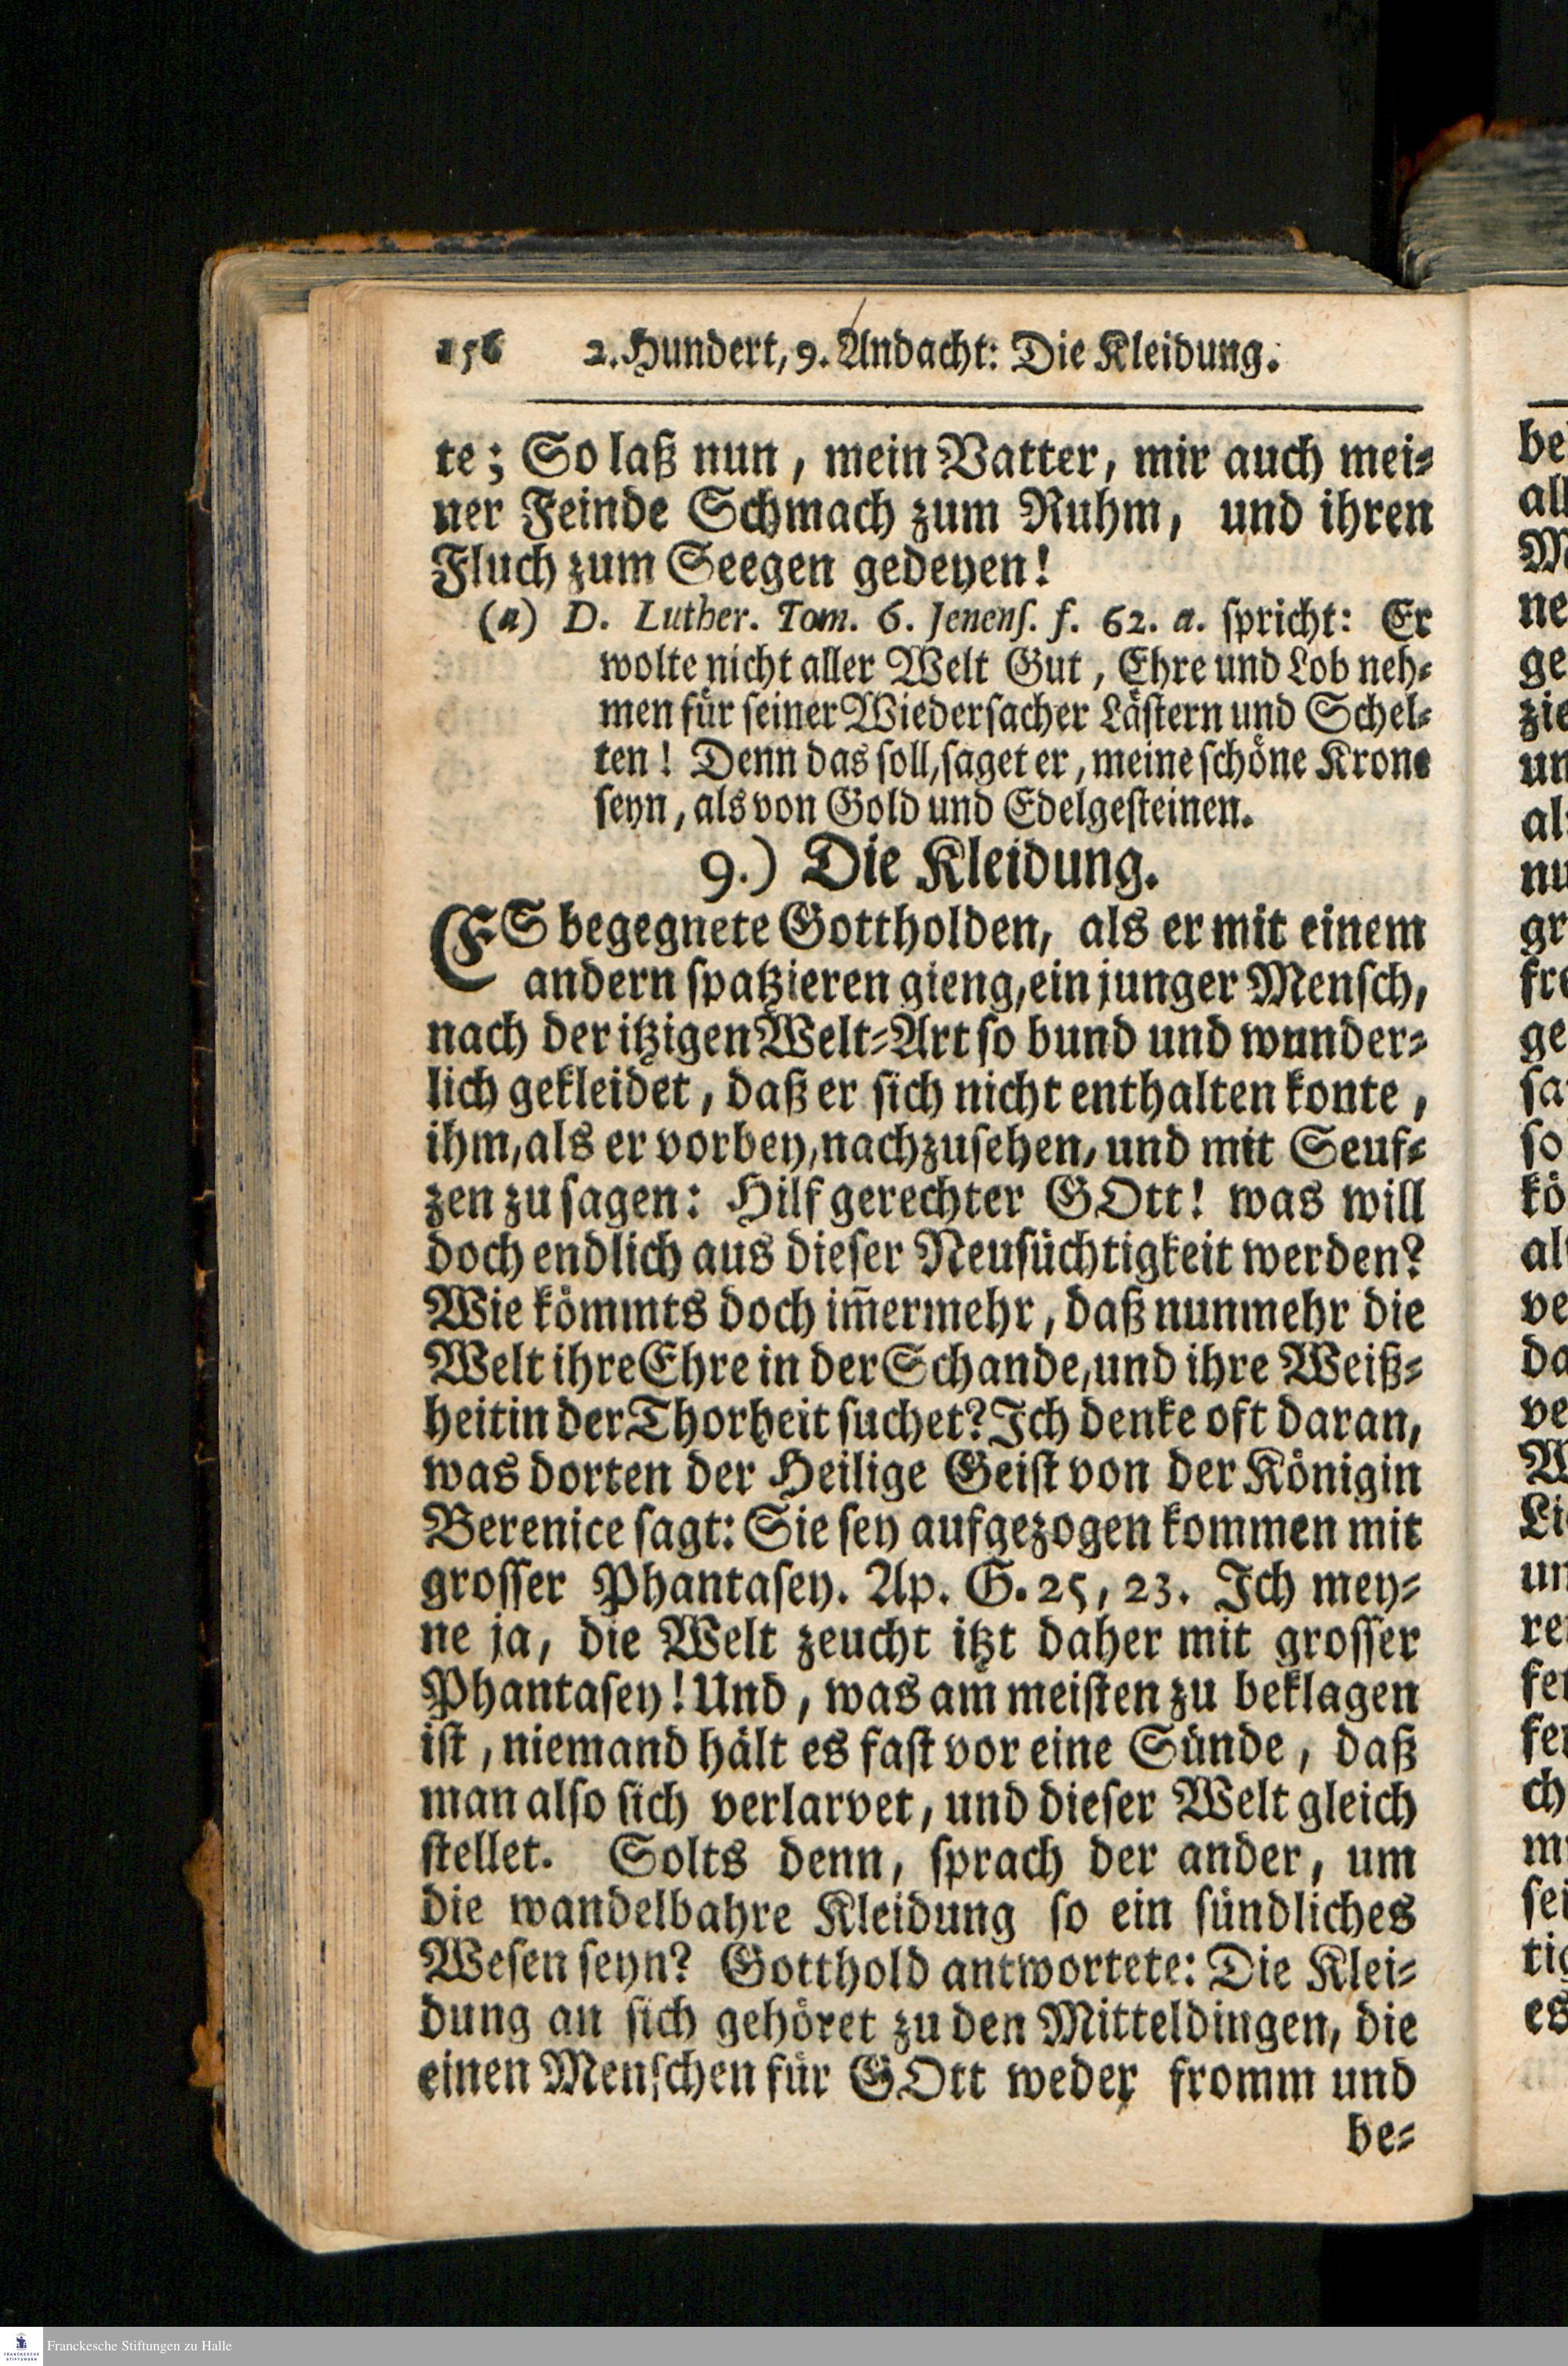 156 2. Hundert, 9. Andacht: Die Kleidung.
te; So laß nun, mein Vatter, mir auch mei-
ner Feinde Schmach zum Ruhm, und ihren
Fluch zum Seegen gedeyen!
(a) D. Luther. Tom. 6. Jenens. f. 62. a. spricht: Er
wolte nicht aller Welt Gut, Ehre und Lob neh-
men für seiner Wiedersacher Lästern und Schel-
ten! Denn das soll, saget er, meine schöne Krone
seyn, als von Gold und Edelgesteinen.
9.) Die Kleidung.
ES begegnete Gottholden, als er mit einem
andern spatzieren gieng, ein junger Mensch,
nach der itzigen Welt-Art so bund und wunder-
lich gekleidet, daß er sich nicht enthalten konte,
ihm, als er vorbey, nachzusehen, und mit Seuf-
zen zu sagen: Hilf gerechter GOtt! was will
doch endlich aus dieser Neusüchtigkeit werden?
Wie kömmts doch im̄ermehr, daß nunmehr die
Welt ihre Ehre in der Schande, und ihre Weiß-
heit in der Thorheit suchet? Ich denke oft daran,
was dorten der Heilige Geist von der Königin
Berenice sagt: Sie sey aufgezogen kommen mit
grosser Phantasey. Ap. G. 25, 23. Ich mey-
ne ja, die Welt zeucht itzt daher mit grosser
Phantasey! Und, was am meisten zu beklagen
ist, niemand hält es fast vor eine Sünde, daß
man also sich verlarvet, und dieser Welt gleich
stellet. Solts denn, sprach der ander, um
die wandelbahre Kleidung so ein sündliches
Wesen seyn? Gotthold antwortete: Die Klei-
dung an sich gehöret zu den Mitteldingen, die
einen Menschen für GOtt weder fromm und
be-
Franckesche Stiftungen zu Halle